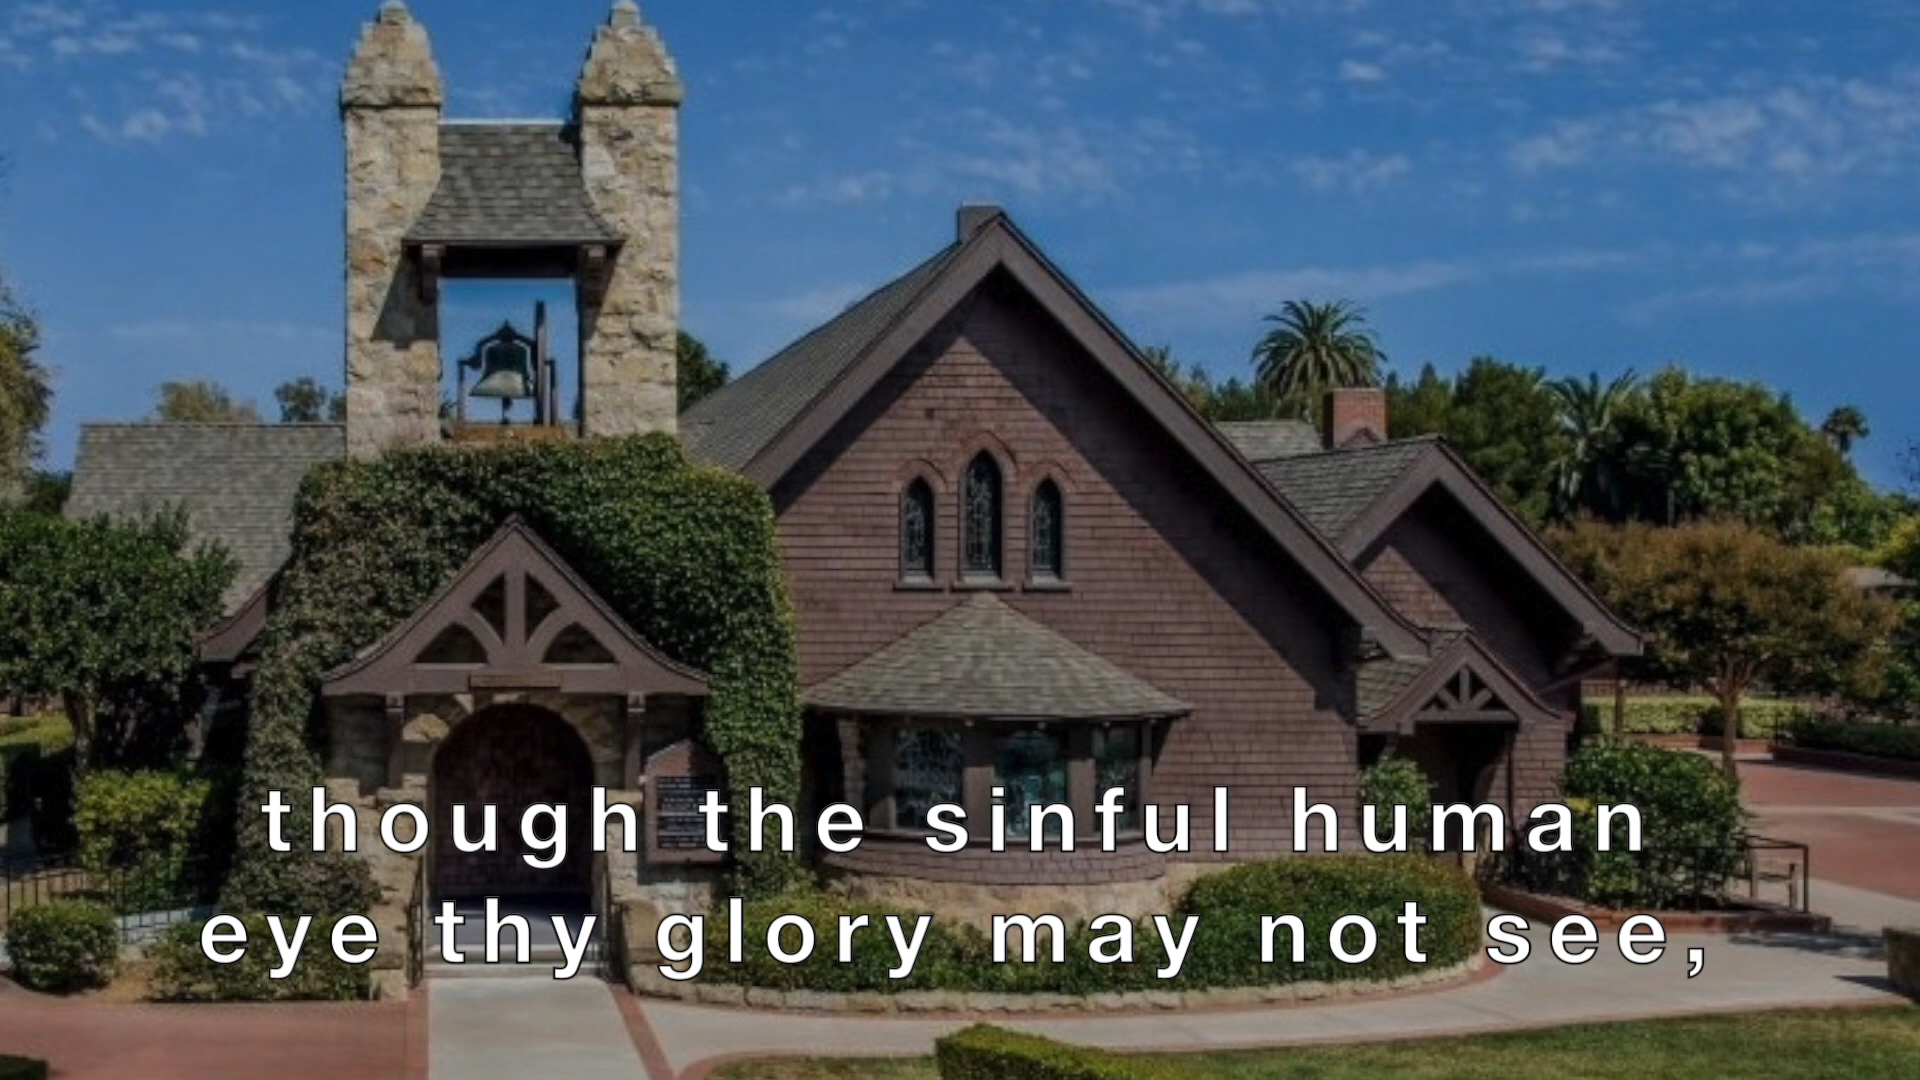 though the sinful human
eye thy glory may not see,